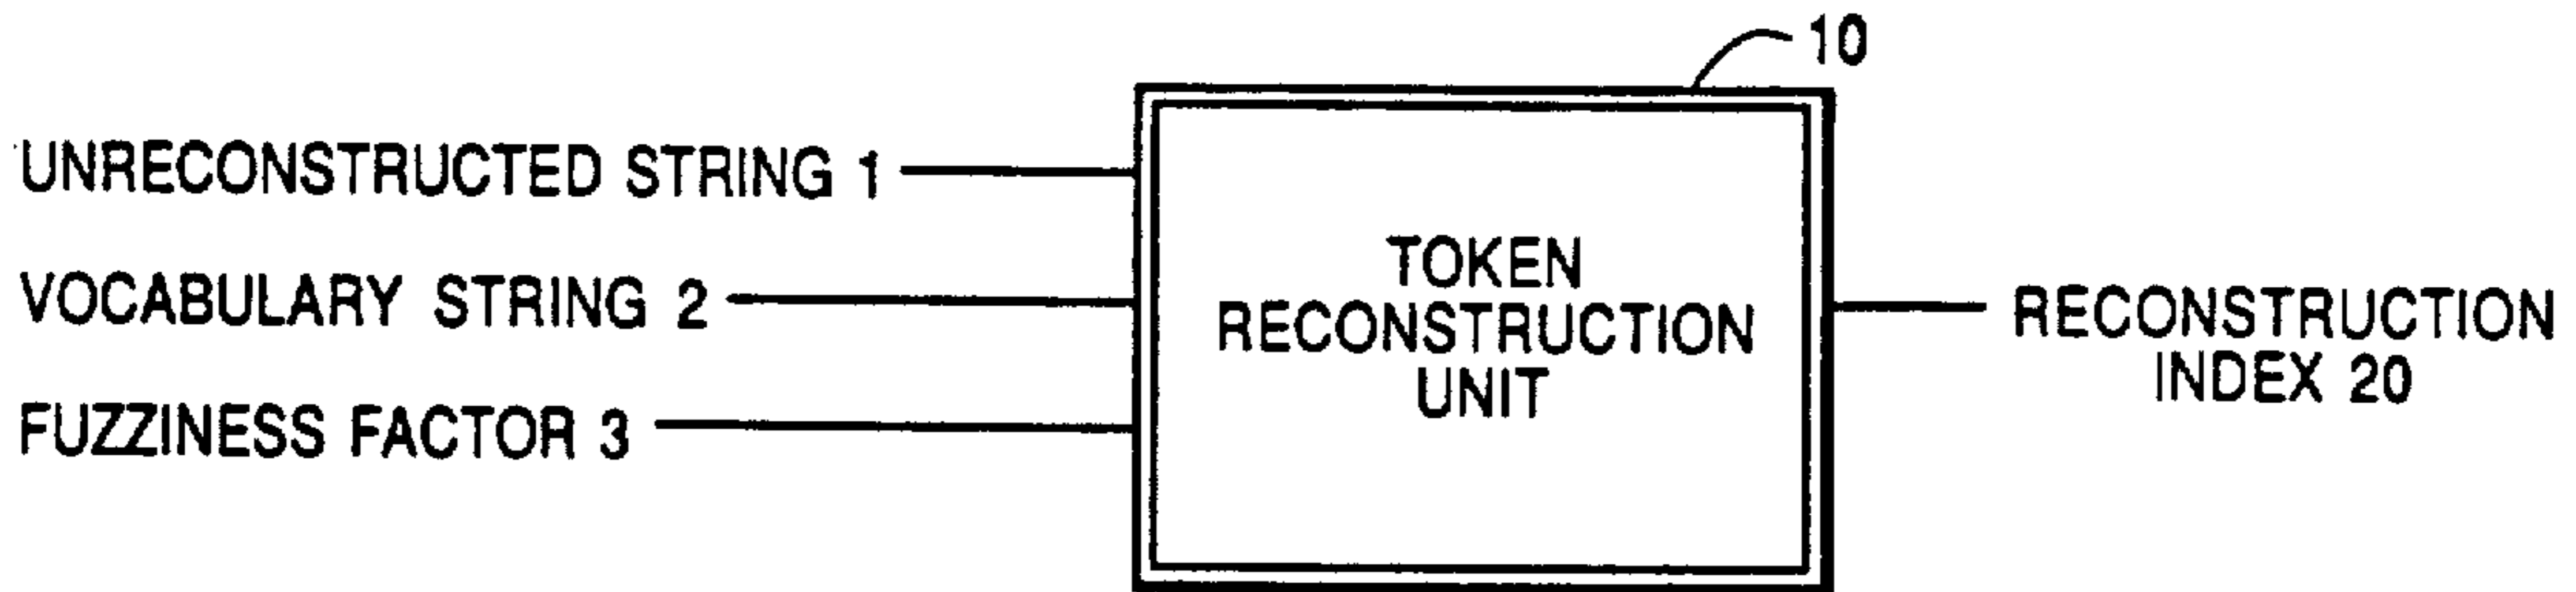 10
UNRECONSTRUCTED STRING 1
VOCABULARY STRING 2
FUZZINESS FACTOR 3
TOKEN
RECONSTRUCTION
UNIT
RECONSTRUCTION
INDEX 20